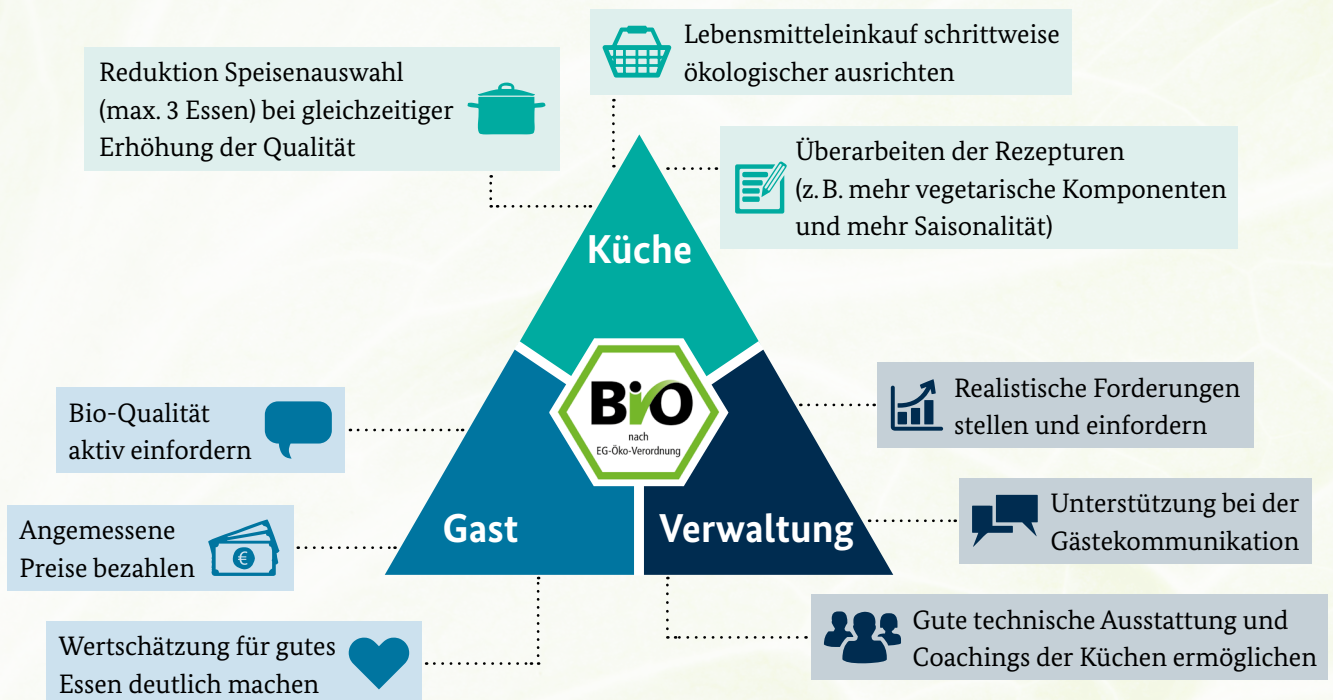 Lebensmitteleinkauf schrittweise
ökologischer ausrichten
Reduktion Speisenauswahl
(max. 3 Essen) bei gleichzeitiger
Erhöhung der Qualität
Überarbeiten der Rezepturen
(z. B. mehr vegetarische Komponenten
und mehr Saisonalität)
Küche
Bio
nach
EG-Öko-Verordnung
Bio-Qualität
aktiv einfordern
Realistische Forderungen
stellen und einfordern
Gast
Verwaltung
Angemessene
Preise bezahlen
€
Unterstützung bei der
Gästekommunikation
Wertschätzung für gutes
Essen deutlich machen
Gute technische Ausstattung und
Coachings der Küchen ermöglichen